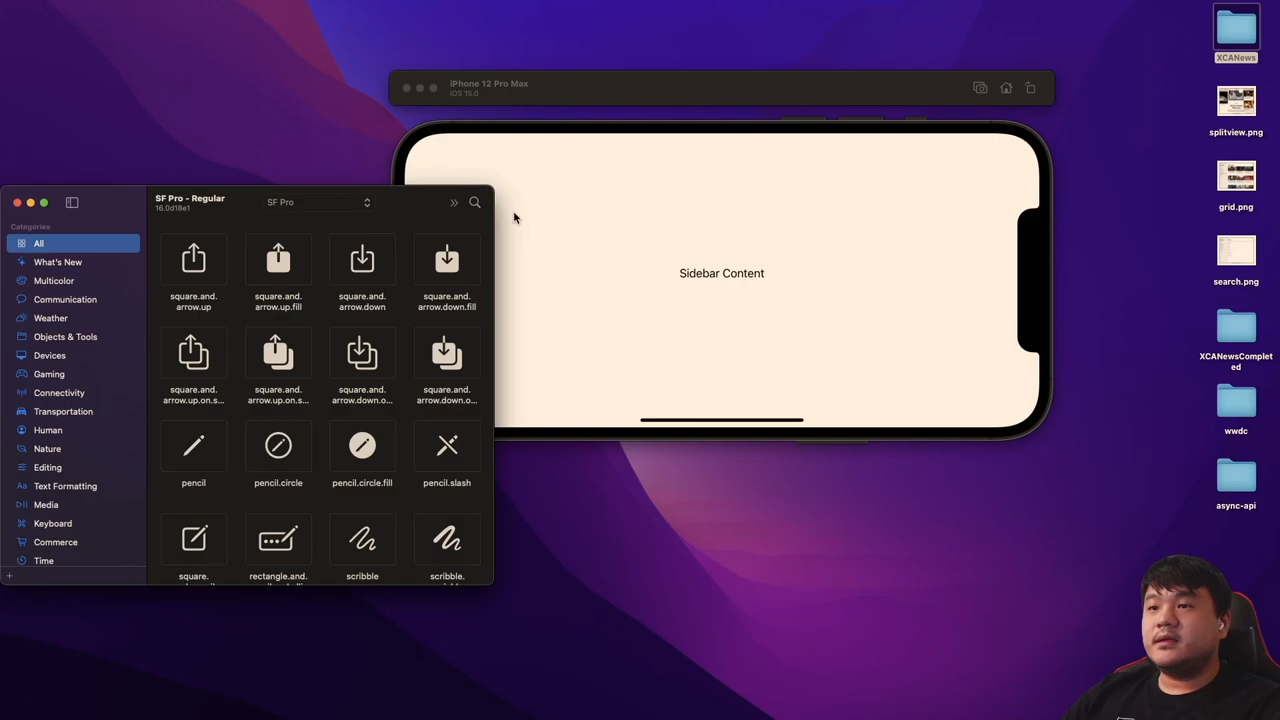 iPhone 12 Pro Max
iOS 15.0
XCANews
splitview.png
grid.png
search.png
XCANewsComplet
ed
wwdc
async-api
Sidebar Content
SF Pro - Regular
16.0d18e1
SF Pro
Categories
All
What's New
Multicolor
Communication
Weather
Objects & Tools
Devices
Gaming
Connectivity
Transportation
Human
Nature
Editing
Aa Text Formatting
Media
Keyboard
Commerce
Time
square.and.
arrow.up
square.and.
arrow.up.fill
square.and.
arrow.down
square.and.
arrow.down.fill
square.and.
arrow.up.on.s...
square.and.
arrow.up.on.s...
square.and.
arrow.down.o...
square.and.
arrow.down.o...
pencil
pencil.circle
pencil.circle.fill
pencil.slash
square.
rectangle.and.
scribble
scribble.